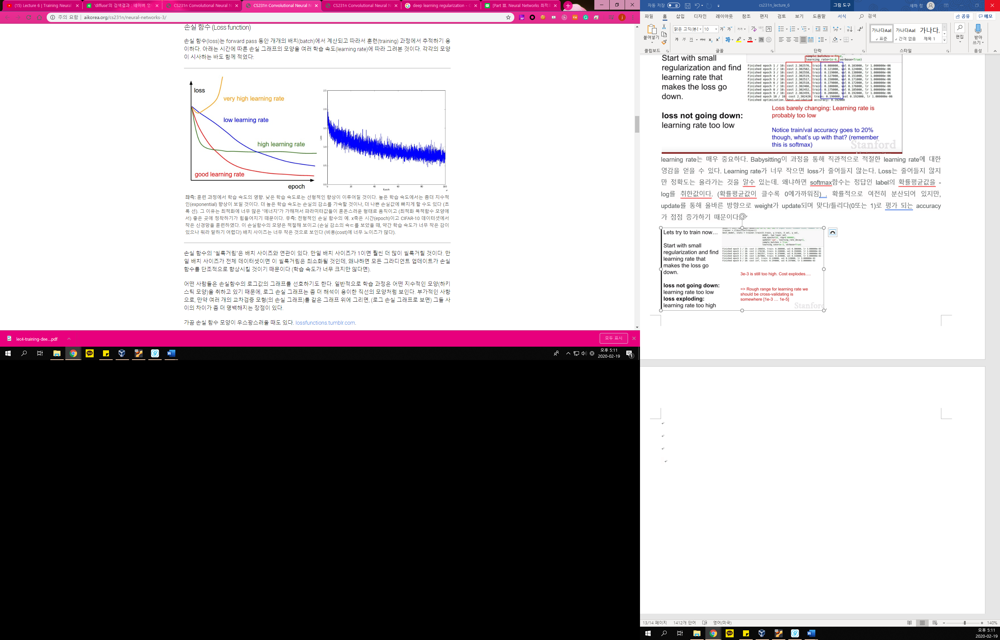 (15) Lecture 6 | Training Neural
'diffuse'의 검색결과 : 네이버 영
CS231n Convolutional Neural N
CS231n Convolutional Neural N
CS231n Convolutional Neural N
deep learning regularization - G
[Part Ⅲ. Neural Networks 최적
주의 요함
aikorea.org/cs231n/neural-networks-3/
손실 함수 (Loss function)
손실 함수(loss)는 forward pass 동안 개개의 배치(batch)에서 계산되고 따라서 훈련(training) 과정에서 추적하기 용
이하다. 아래는 시간에 따른 손실 그래프의 모양을 여러 학습 속도(learning rate)에 따라 그려본 것이다. 각각의 모양
이 시사하는 바도 함께 적었다:
loss
very high learning rate
low learning rate
high learning rate
good learning rate
epoch
2.5
2.0
1.5
1.0
0.5
0.0
Loss
0
20
40
60
80
100
Epoch
좌측: 훈련 과정에서 학습 속도의 영향. 낮은 학습 속도로는 선형적인 향상이 이루어질 것이다. 높은 학습 속도에서는 좀더 지수적
인(exponential) 향상이 보일 것이다. 더 높은 학습 속도는 손실의 감소를 가속할 것이나, 더 나쁜 손실값에 빠지게 할 수도 있다 (초
록 선). 그 이유는 최적화에 너무 많은 "에너지"가 가해져서 파라미터값들이 혼돈스러운 형태로 움직이고 (최적화 목적함수 모양에
서) 좋은 곳에 정착하기가 힘들어지기 때문이다. 우측: 전형적인 손실 함수의 예. x죽은 시간(epoch)이고 CIFAR-10 데이터셋에서
작은 신경망을 훈련하였다. 이 손실함수의 모양은 적절해 보이고 (손실 감소의 속ㄷ를 보았을 때, 약간 학습 속도가 너무 작은 감이
있으나 뭐라 말하기 어렵다) 배치 사이즈는 너무 작은 것으로 보인다 (비용(cost)에 너무 노이즈가 많다).
손실 함수의 "씰룩거림"은 배치 사이즈와 연관이 있다. 만일 배치 사이즈가 1이면 훨씬 더 많이 씰룩거릴 것이다. 만
일 배치 사이즈가 전체 데이터셋이면 이 씰룩거림은 최소화될 것인데, 왜냐하면 모든 그라디언트 업데이트가 손실
함수를 단조적으로 향상시킬 것이기 때문이다 (학습 속도가 너무 크지만 않다면).
어떤 사람들은 손실함수의 로그값의 그래프를 선호하기도 한다. 일반적으로 학습 과정은 어떤 지수적인 모양(하키
스틱 모양)을 취하고 있기 때문에, 로그 손실 그래프는 좀 더 해석이 용이한 직선의 모양처럼 보인다. 부가적인 사항
으로, 만약 여러 개의 교차검증 모형(의 손실 그래프)를 같은 그래프 위에 그리면, (로그 손실 그래프로 보면) 그들 사
이의 차이가 좀 더 명백해지는 장점이 있다.
가끔 손실 함수 모양이 우스꽝스러울 때도 있다. lossfunctions.tumblr.com.
lec4-training-dee....pdf
모두 표시
오후 5:11
2020-02-19
자동 저장
끔
cs231n_lecture_6
그림 도구
새하 정
파일 홈 삽입 디자인 레이아웃 참조 편지 검토 보기 도움말 서식 검색
공유
메모
붙여넣기
맑은 고딕(본
10
가나다AaB
가나다AaB
가나다,
표준
간격 없음
제목 1
편집
받아
쓰기
클립보드
글꼴
단락
스타일
음성
Start with small
regularization and find
learning rate that
makes the loss go
down.
loss not going down:
learning rate too low
sample_batches = True,
learning_rate=1e-6, verbose=True)
Finished epoch 1 / 10: cost 2.302576, train: 0.080000, val 0.103000, lr 1.000000e-06
Finished epoch 2 / 10: cost 2.302582, train: 0.121000, val 0.124000, lr 1.000000e-06
Finished epoch 3 / 10: cost 2.302558, train: 0.119000, val 0.138000, lr 1.000000e-06
Finished epoch 4 / 10: cost 2.302519, train: 0.127000, val 0.151000, lr 1.000000e-06
Finished epoch 5 / 10: cost 2.302517, train: 0.158000, val 0.171000, lr 1.000000e-06
Finished epoch 6 / 10: cost 2.302518, train: 0.179000, val 0.172000, lr 1.000000e-06
Finished epoch 7 / 10: cost 2.302466, train: 0.180000, val 0.176000, lr 1.000000e-06
Finished epoch 8 / 10: cost 2.302452, train: 0.175000, val 0.185000, lr 1.000000e-06
Finished epoch 9 / 10: cost 2.302459, train: 0.206000, val 0.192000, lr 1.000000e-06
Finished epoch 10 / 10 cost 2.302420 train: 0.190000, val 0.192000, lr 1.000000e-06
finished optimization. best validation accuracy: 0.192000
Loss barely changing: Learning rate is
probably too low
Notice train/val accuracy goes to 20%
though, what's up with that? (remember
this is softmax)
Stanford
learning rate는 매우 중요하다. Babysitting이 과정을 통해 직관적으로 적절한 learning rate에 대한
영감을 얻을 수 있다. Learning rate가 너무 작으면 loss가 줄어들지 않는다. Loss는 줄어들지 않지
만 정확도는 올라가는 것을 알수 있는데. 왜냐하면 softmax함수는 정답인 label의 확률평균값을 -
log를 취한값이다. (확률평균값이 클수록 0에가까워짐) . 확률적으로 여전히 분산되어 있지만,
update를 통해 올바른 방향으로 weight가 update되며 맞다/틀리다(0또는 1)로 평가 되는 accuracy
가 점점 증가하기 때문이다.
Lets try to train now…
Start with small
regularization and find
learning rate that
makes the loss go
down.
loss not going down:
learning rate too low
loss exploding:
learning rate too high
trainer = ClassifierTrainer()
3e-3 is still too high. Cost explodes….
=> Rough range for learning rate we
should be cross-validating is
somewhere [1e-3 … 1e-5]
Stanford
13/14 페이지
1412개 단어
영어(미국)
140%
오후 5:11
2020-02-19